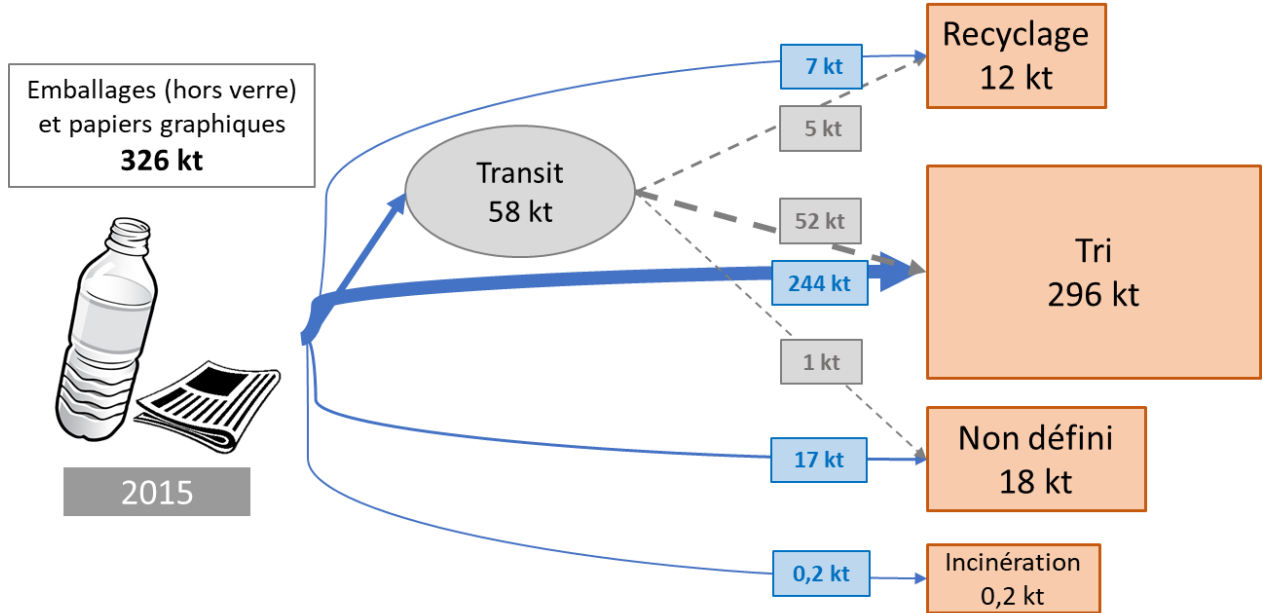 Emballages (hors verre)
et papiers graphiques
326 kt
2015
Transit
58 kt
7 kt
5 kt
52 kt
244 kt
1 kt
17 kt
0,2 kt
Recyclage
12 kt
Tri
296 kt
Non défini
18 kt
Incinération
0,2 kt